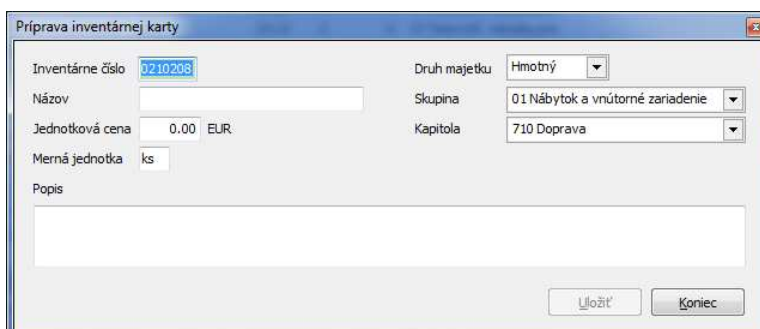 Príprava inventárnej karty
Inventárne číslo 0210208 Druh majetku Hmotný
Názov Skupina 01 Nábytok a vnútorné zariadenie
Jednotková cena 0.00 EUR Kapitola 710 Doprava
Merná jednotka ks
Popis
Uložiť Koniec